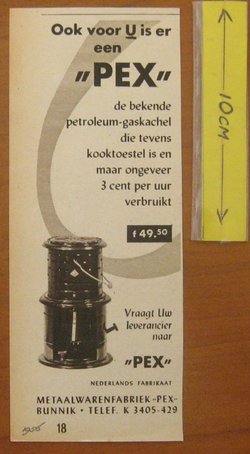 Ook voor U is er
een
"PEX"
de bekende
petroleum-gaskachel
die tevens
kooktoestel is en
maar ongeveer
3 cent per uur
verbruikt
f 49,50
Vraagt Uw
leverancier
naar
"PEX"
NEDERLANDS FABRIKAAT
METAALWARENFABRIEK „PEX„
BUNNIK • TELEF. K 3405-429
1955 18
10CM